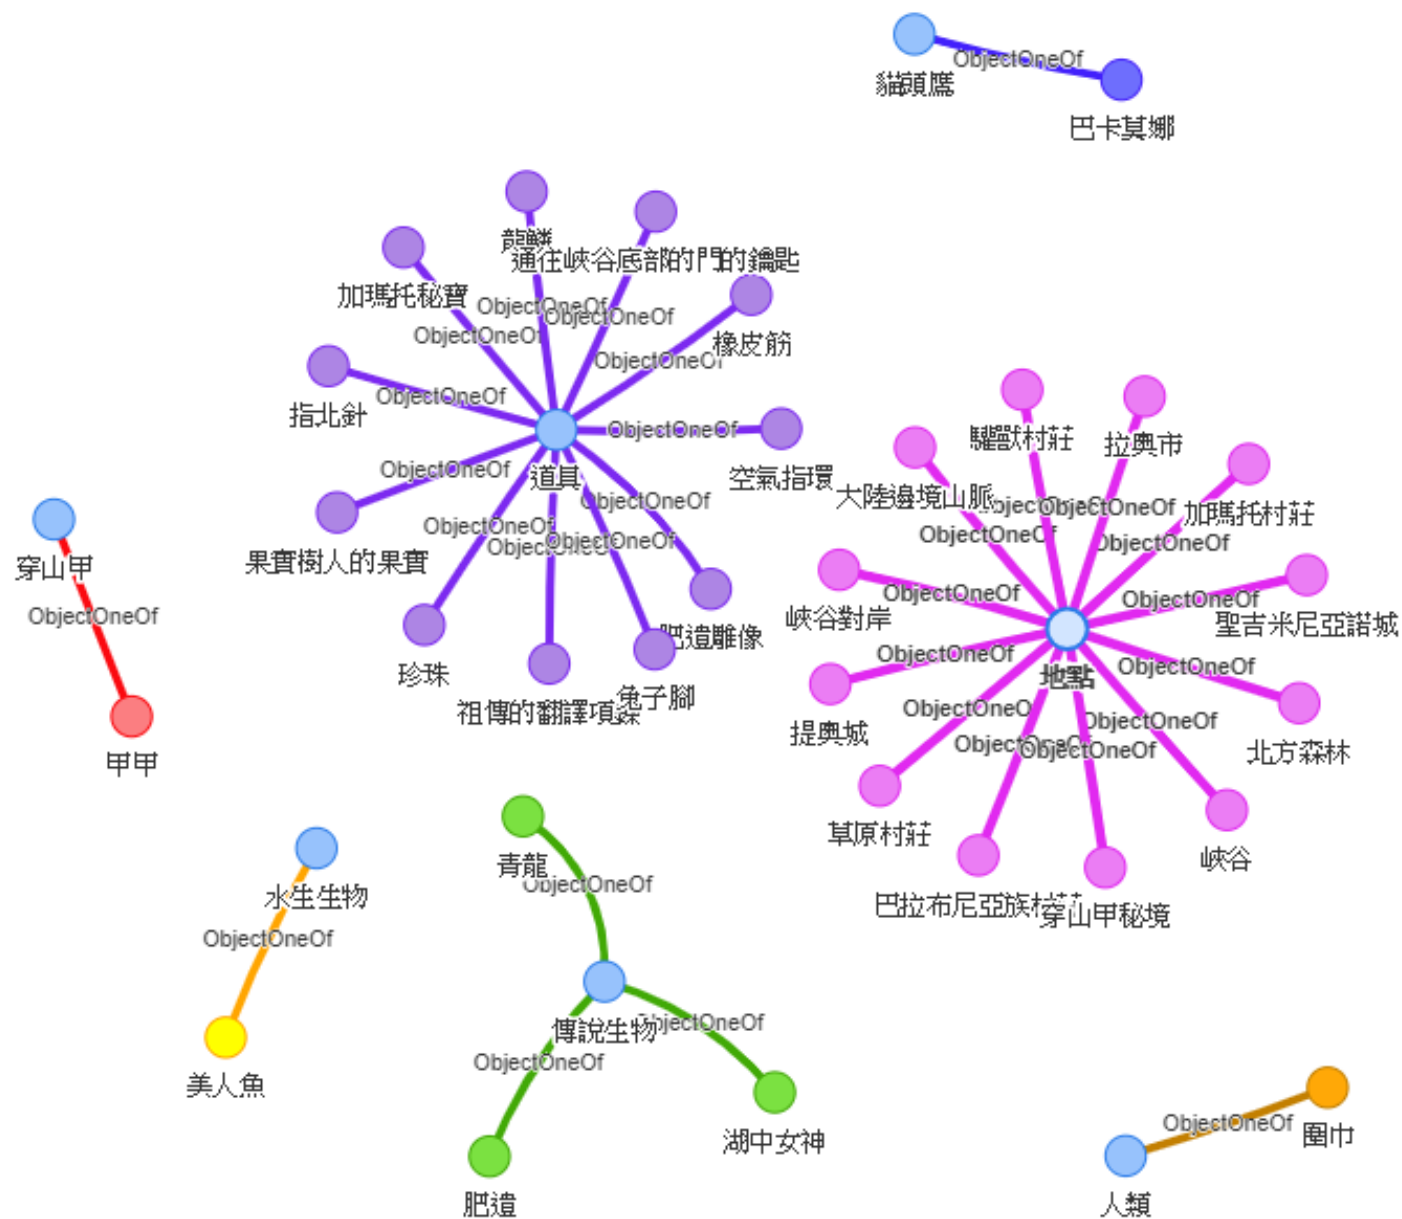 ObjectOneOf
貓頭鷹
巴卡莫娜
龍鱗
通往峽谷底部的門的鑰匙
加瑪托秘寶
ObjectOneOf
ObjectOneOf
ObjectOneOf
橡皮筋
ObjectOneOf
ObjectOneOf
指北針
ObjectOneOf
道具
空氣指環
ObjectOneOf
ObjectOneOf
果實樹人的果實
ObjectOneOf
ObjectOneOf
ObjectOneOf
肥遺雕像
珍珠
祖傳的翻譯項鍊
兔子腳
驩獸村莊
拉奧市
大陸邊境山脈
加瑪托村莊
ObjectOneOf
ObjectOneOf
ObjectOneOf
ObjectOneOf
ObjectOneOf
ObjectOneOf
峽谷對岸
聖吉米尼亞諾城
ObjectOneOf
ObjectOneOf
地點
ObjectOneOf
ObjectOneOf
提奧城
ObjectOneOf
ObjectOneOf
北方森林
草原村莊
峽谷
巴拉布尼亞族村莊
穿山甲秘境
穿山甲
ObjectOneOf
甲甲
水生生物
ObjectOneOf
美人魚
青龍
ObjectOneOf
傳說生物
ObjectOneOf
ObjectOneOf
湖中女神
肥遺
ObjectOneOf
圍巾
人類